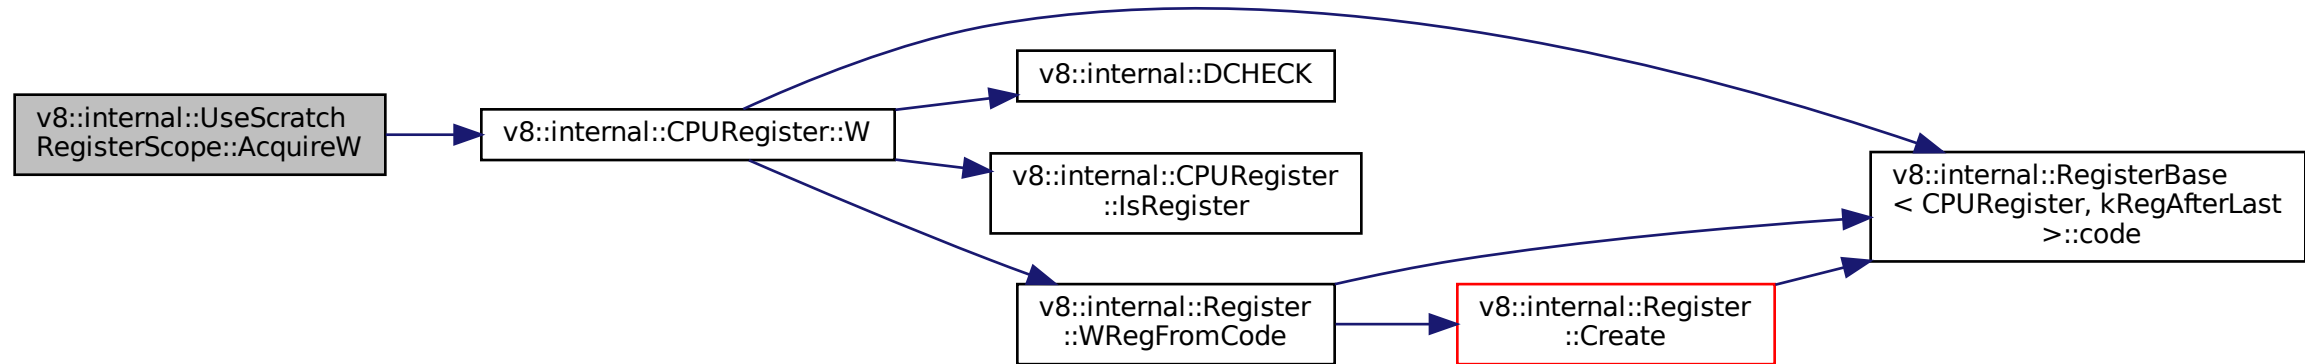 v8::internal::UseScratch
RegisterScope::AcquireW
v8::internal::CPURegister::W
v8::internal::DCHECK
v8::internal::CPURegister
::IsRegister
v8::internal::Register
::WRegFromCode
v8::internal::Register
::Create
v8::internal::RegisterBase
< CPURegister, kRegAfterLast
>::code